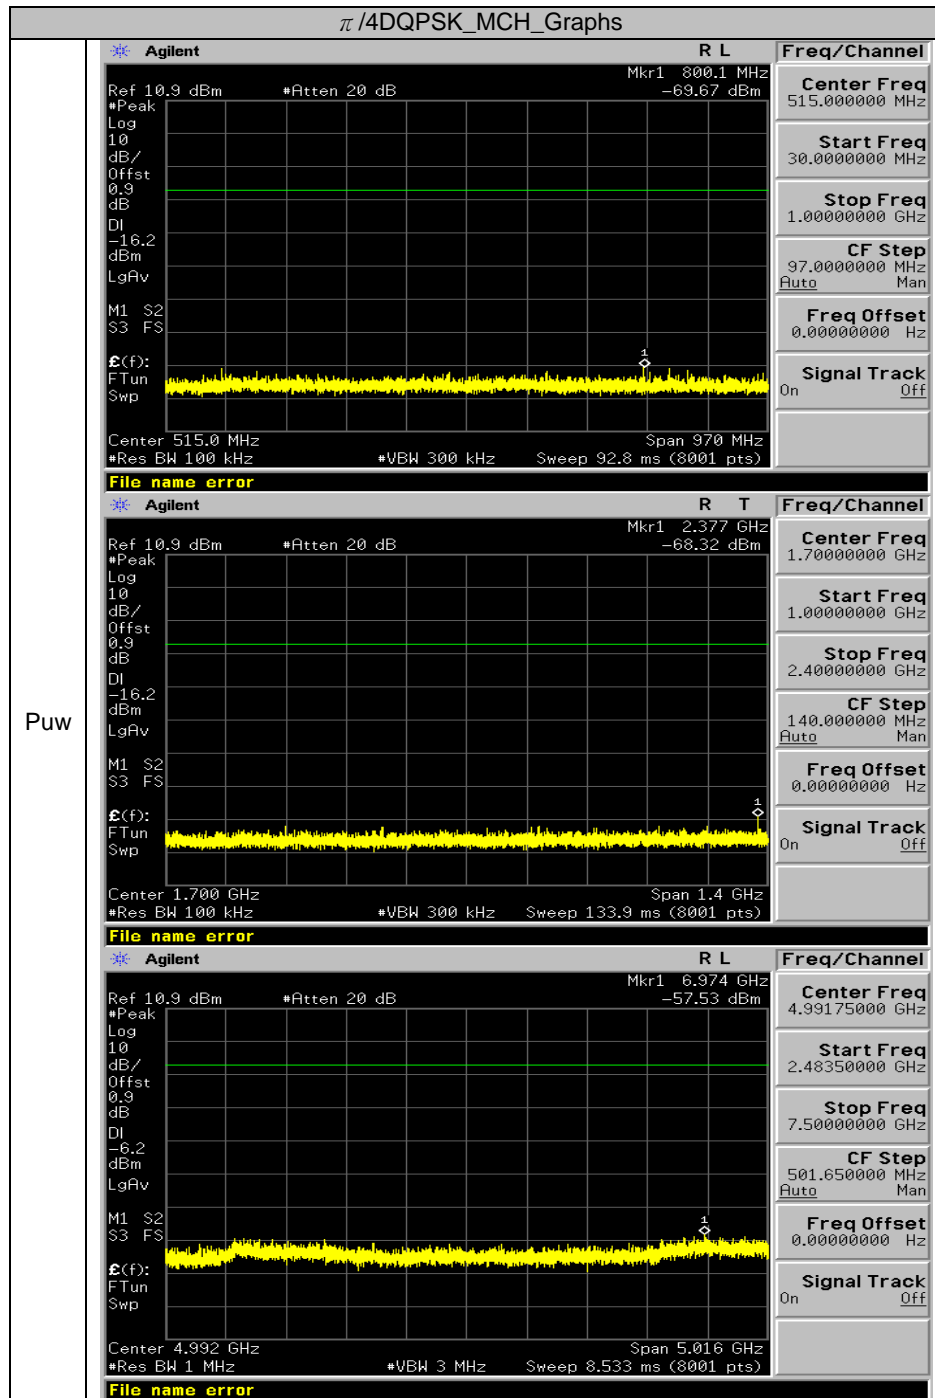 π/4DQPSK_MCH_Graphs
Puw
Agilent R L Freq/Channel
Mkr1 800.1 MHz
Ref 10.9 dBm #Atten 20 dB -69.67 dBm
#Peak
Log
10
dB/
Offst
0.9
dB
DI
-16.2
dBm
LgAv
M1 S2
S3 FS
£(f):
FTun
Swp
1
Center 515.0 MHz Span 970 MHz
#Res BW 100 kHz #VBW 300 kHz Sweep 92.8 ms (8001 pts)
File name error
Center Freq
515.000000 MHz
Start Freq
30.0000000 MHz
Stop Freq
1.00000000 GHz
CF Step
97.0000000 MHz
Auto Man
Freq Offset
0.00000000 Hz
Signal Track
On Off
Agilent R T Freq/Channel
Mkr1 2.377 GHz
Ref 10.9 dBm #Atten 20 dB -68.32 dBm
#Peak
Log
10
dB/
Offst
0.9
dB
DI
-16.2
dBm
LgAv
M1 S2
S3 FS
£(f):
FTun
Swp
1
Center 1.700 GHz Span 1.4 GHz
#Res BW 100 kHz #VBW 300 kHz Sweep 133.9 ms (8001 pts)
File name error
Center Freq
1.70000000 GHz
Start Freq
1.00000000 GHz
Stop Freq
2.40000000 GHz
CF Step
140.000000 MHz
Auto Man
Freq Offset
0.00000000 Hz
Signal Track
On Off
Agilent R L Freq/Channel
Mkr1 6.974 GHz
Ref 10.9 dBm #Atten 20 dB -57.53 dBm
#Peak
Log
10
dB/
Offst
0.9
dB
DI
-6.2
dBm
LgAv
M1 S2
S3 FS
£(f):
FTun
Swp
1
Center 4.992 GHz Span 5.016 GHz
#Res BW 1 MHz #VBW 3 MHz Sweep 8.533 ms (8001 pts)
File name error
Center Freq
4.99175000 GHz
Start Freq
2.48350000 GHz
Stop Freq
7.50000000 GHz
CF Step
501.650000 MHz
Auto Man
Freq Offset
0.00000000 Hz
Signal Track
On Off